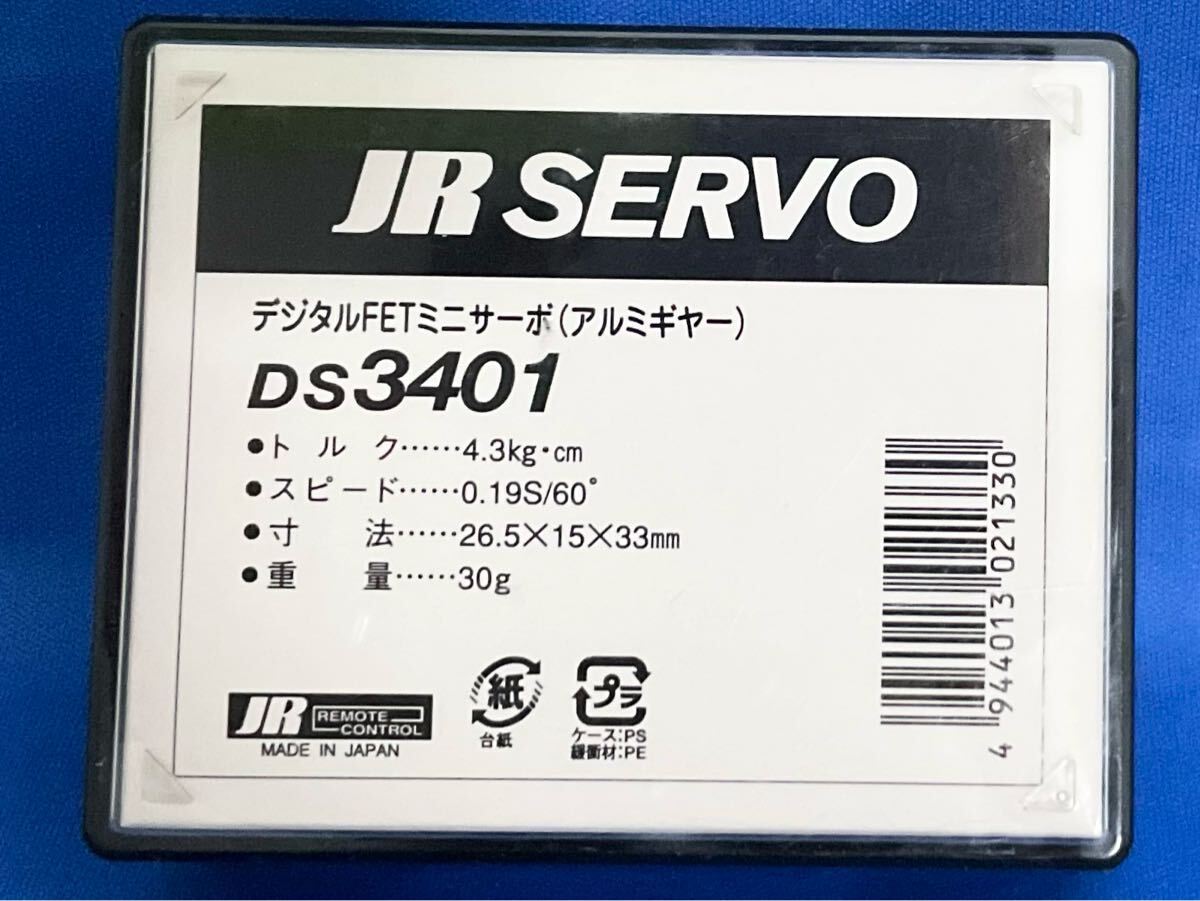 JR SERVO
デジタルFETミニサーボ(アルミギヤー)
DS3401
●トルク……4.3kg・cm
●スピード……0.19S/60°
●寸法……26.5×15×33mm
●重量……30g
4 944013 021330
JR REMOTE CONTROL
MADE IN JAPAN
紙
台紙
プラ
ケース:PS
緩衝材:PE